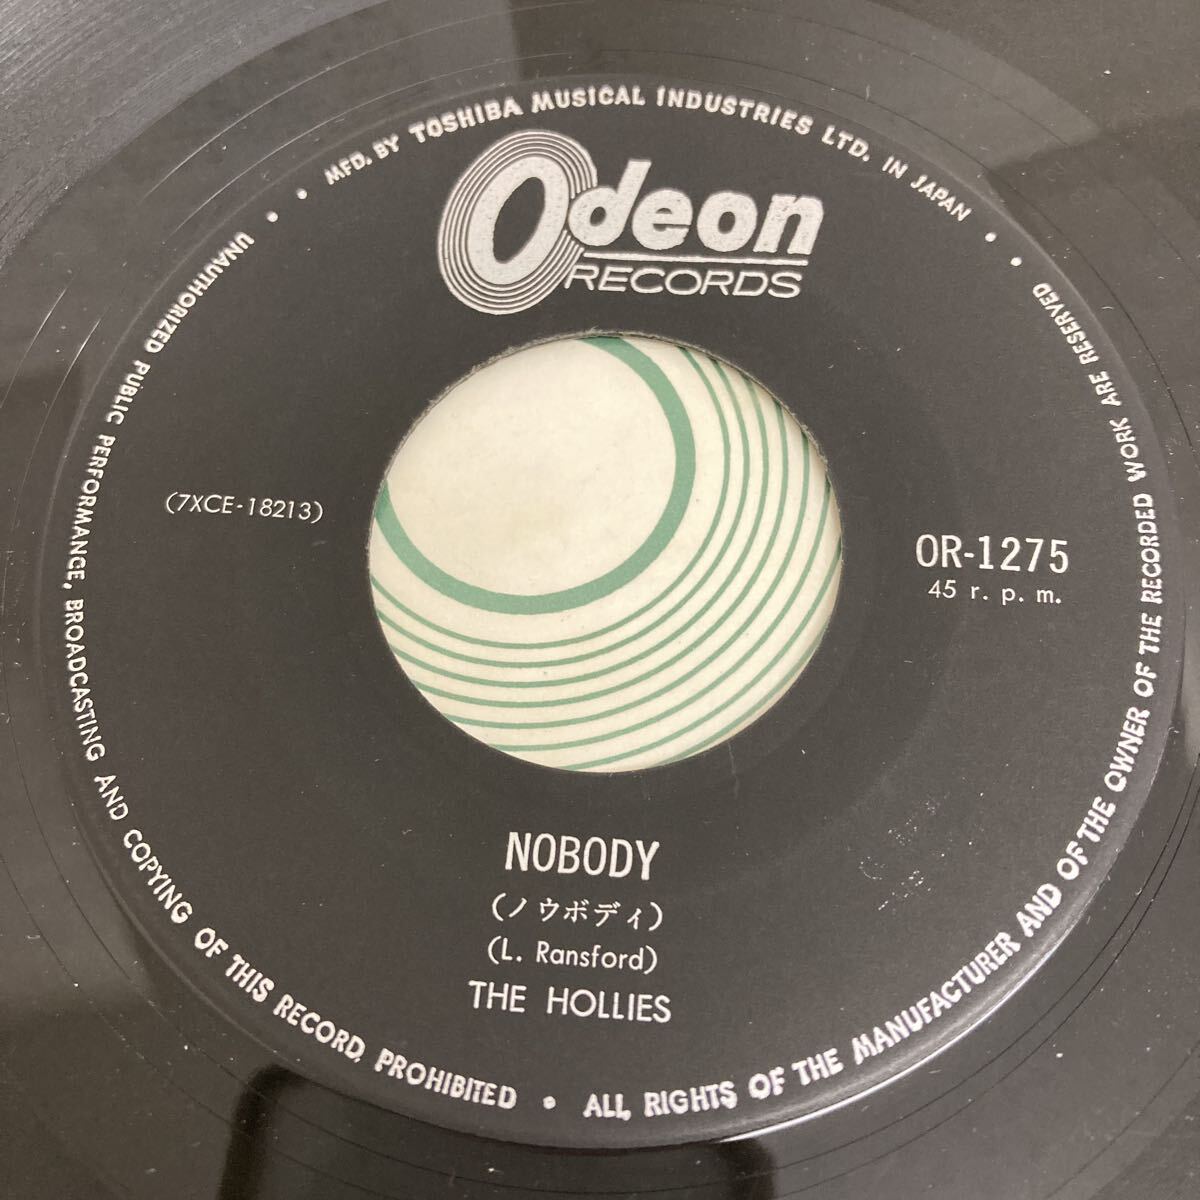 MFD. BY TOSHIBA MUSICAL INDUSTRIES LTD. IN JAPAN
Odeon
RECORDS
(7XCE-18213)
OR-1275
45 r. p. m.
NOBODY
(ノウボディ)
(L. Ransford)
THE HOLLIES
UNAUTHORIZED PUBLIC PERFORMANCE, BROADCASTING AND COPYING OF THIS RECORD, PROHIBITED • ALL RIGHTS OF THE MANUFACTURER AND OF THE OWNER OF THE RECORDED WORK ARE RESERVED